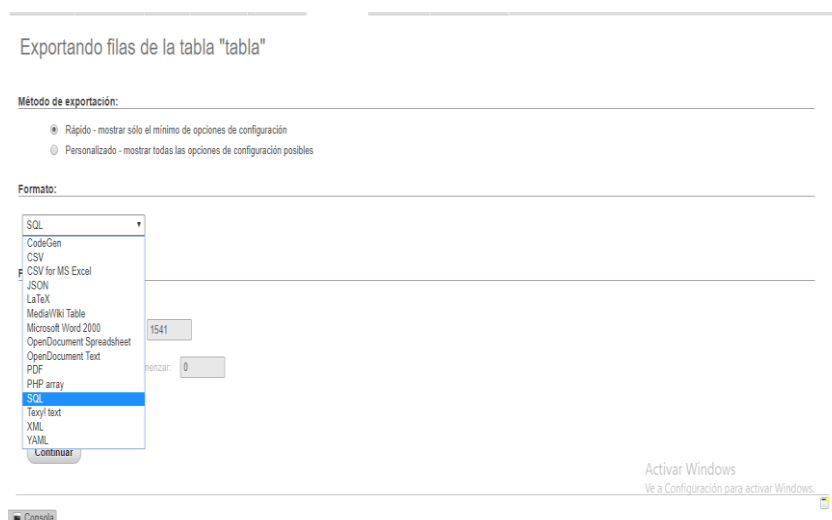 Exportando filas de la tabla "tabla"
Método de exportación:
Rápido - mostrar sólo el mínimo de opciones de configuración
Personalizado - mostrar todas las opciones de configuración posibles
Formato:
SQL
CodeGen
CSV
CSV for MS Excel
JSON
LaTeX
MediaWiki Table
Microsoft Word 2000
1541
OpenDocument Spreadsheet
OpenDocument Text
PDF
0
PHP array
SQL
Texy! text
XML
YAML
Continuar
Activar Windows
Ve a Configuración para activar Windows.
Consola